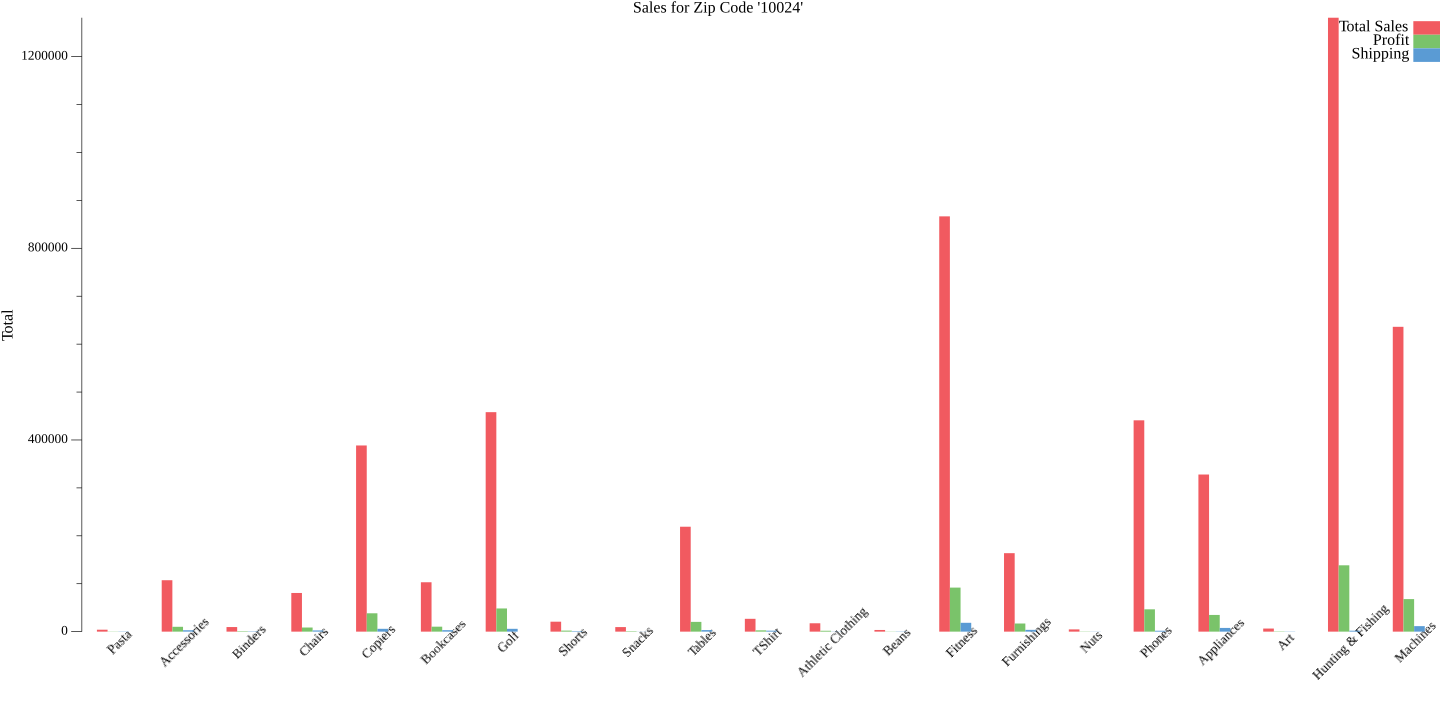 Sales for Zip Code '10024'
Total Sales
Profit
Shipping
1200000
800000
400000
0
Total
Pasta
Accessories
Binders
Chairs
Copiers
Bookcases
Golf
Shorts
Snacks
Tables
TShirt
Athletic Clothing
Beans
Fitness
Furnishings
Nuts
Phones
Appliances
Art
Hunting & Fishing
Machines